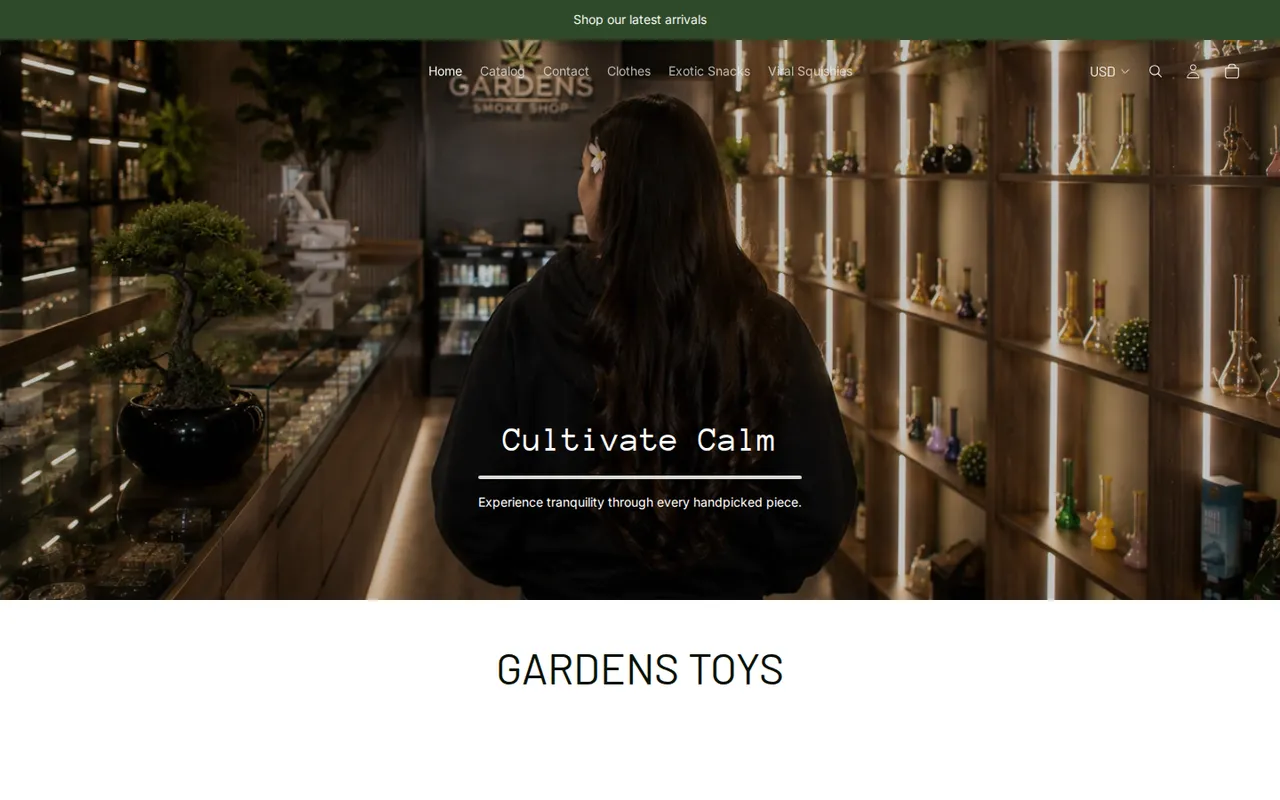 Shop our latest arrivals
Home Catalog Contact Clothes Exotic Snacks Viral Squishies USD
GARDENS
SMOKE SHOP
Cultivate Calm
Experience tranquility through every handpicked piece.
GARDENS TOYS